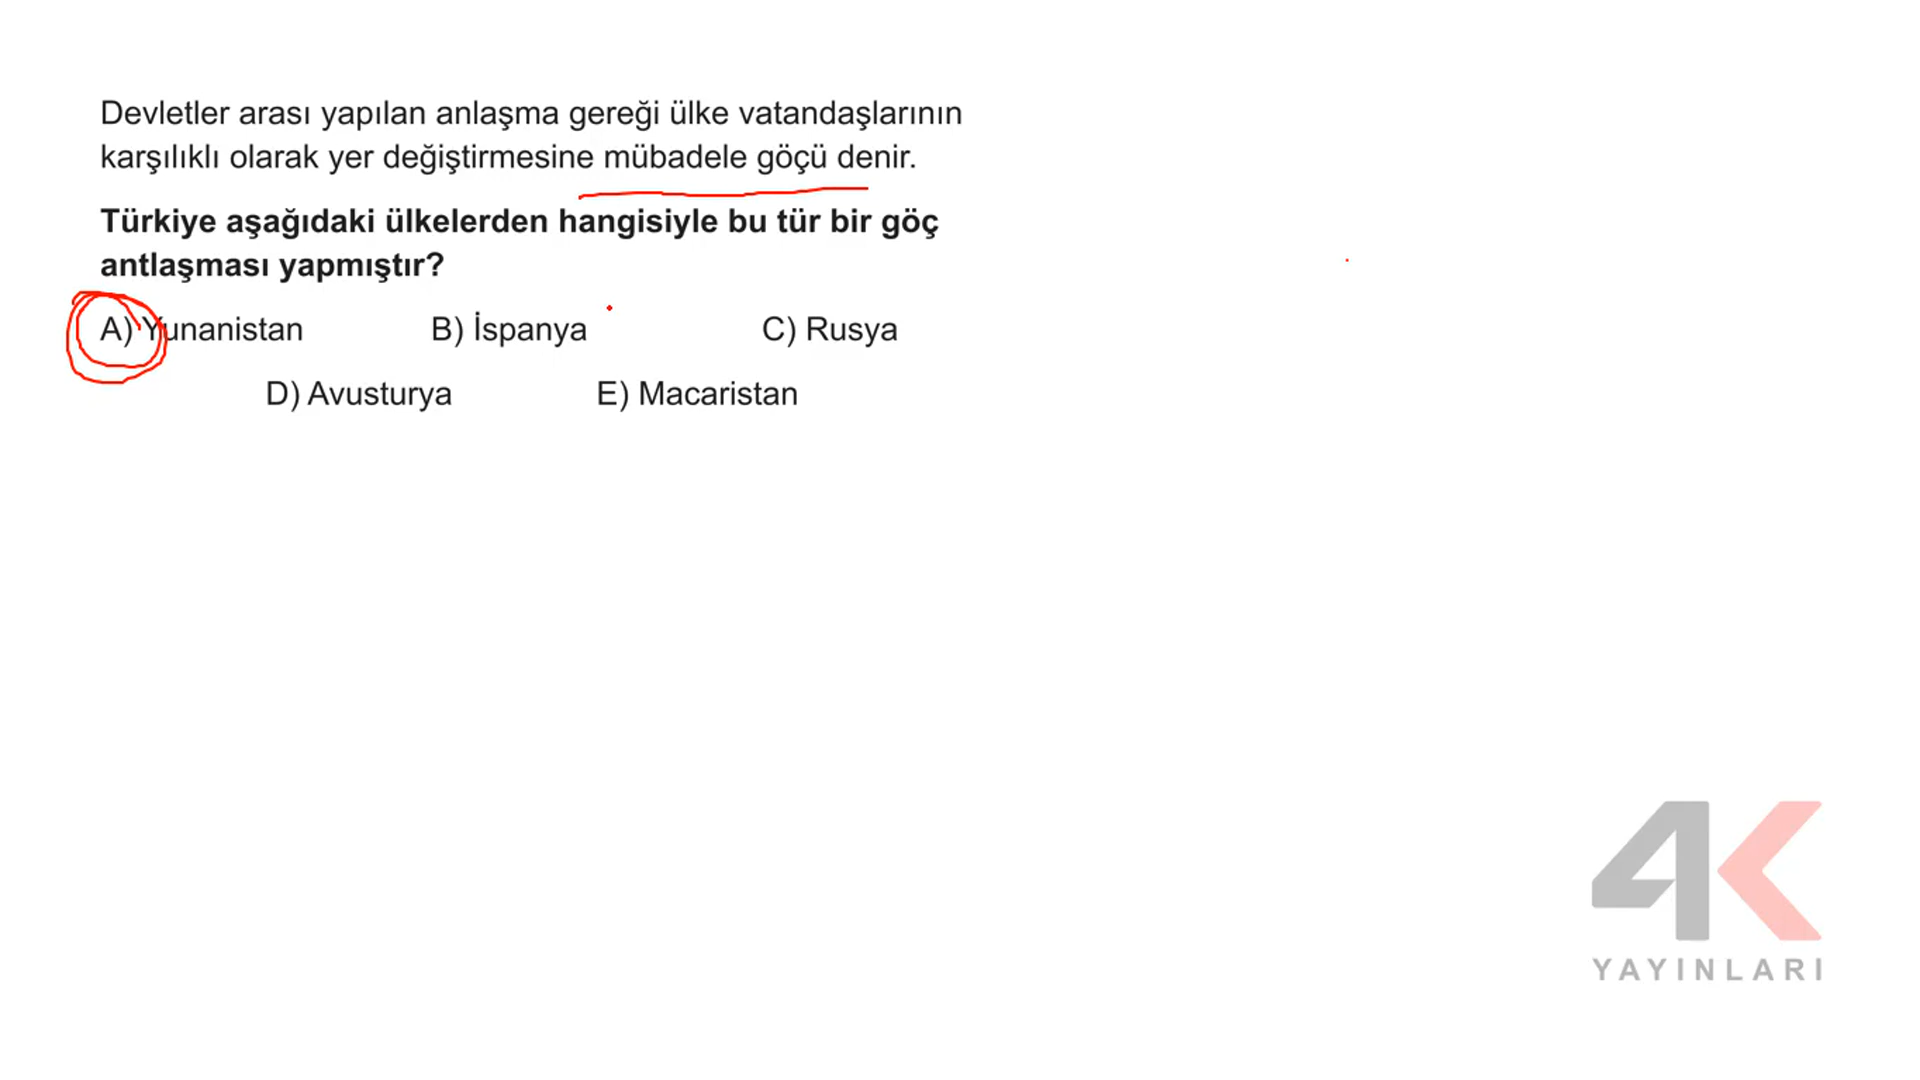 Devletler arası yapılan anlaşma gereği ülke vatandaşlarının
karşılıklı olarak yer değiştirmesine mübadele göçü denir.
Türkiye aşağıdaki ülkelerden hangisiyle bu tür bir göç
antlaşması yapmıştır?
A) Yunanistan B) İspanya C) Rusya
D) Avusturya E) Macaristan
4K
YAYINLARI